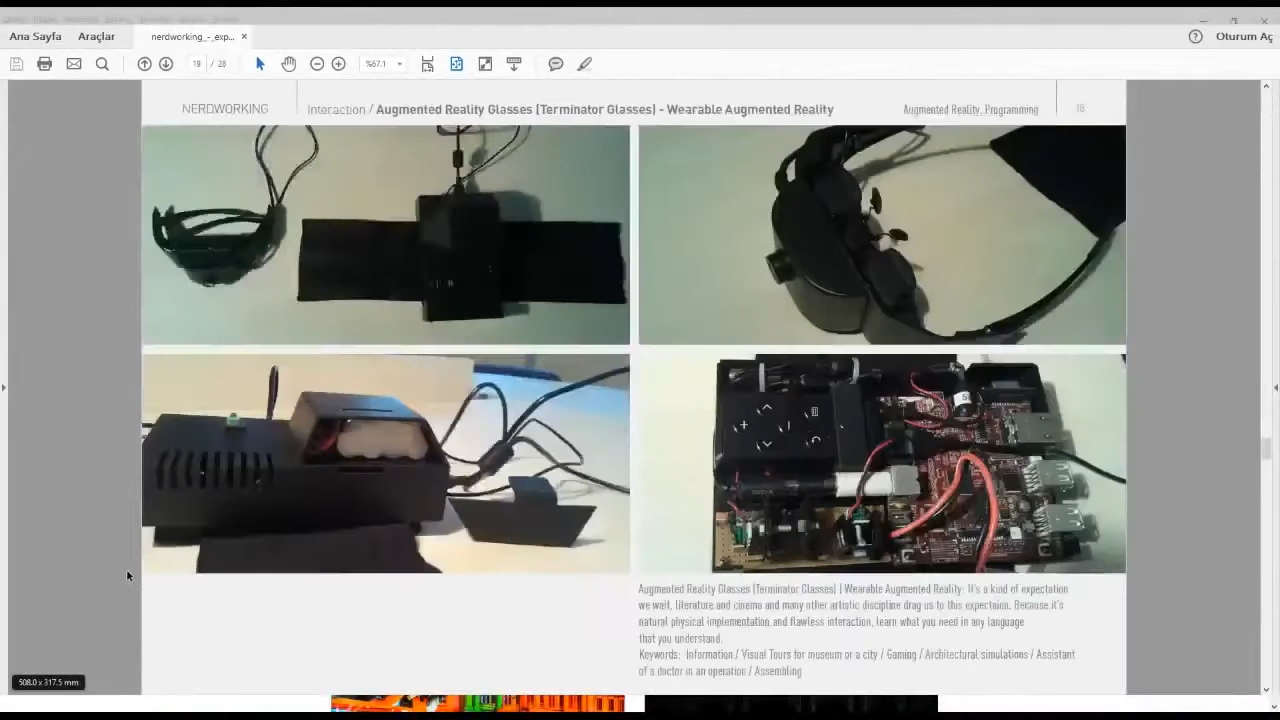 Ana Sayfa Araçlar nerdworking_-_exp... × Oturum Aç
19 / 28 %67.1
NERDWORKING Interaction / Augmented Reality Glasses (Terminator Glasses) - Wearable Augmented Reality Augmented Reality, Programming 18
Augmented Reality Glasses (Terminator Glasses) | Wearable Augmented Reality: It's a kind of expectation
we wait, literature and cinema and many other artistic discipline drag us to this expectaion. Because it's
natural physical implementation and flawless interaction, learn what you need in any language
that you understand.
Keywords: Information / Visual Tours for museum or a city / Gaming / Architectural simulations / Assistant
of a doctor in an operation / Assembling
508.0 x 317.5 mm